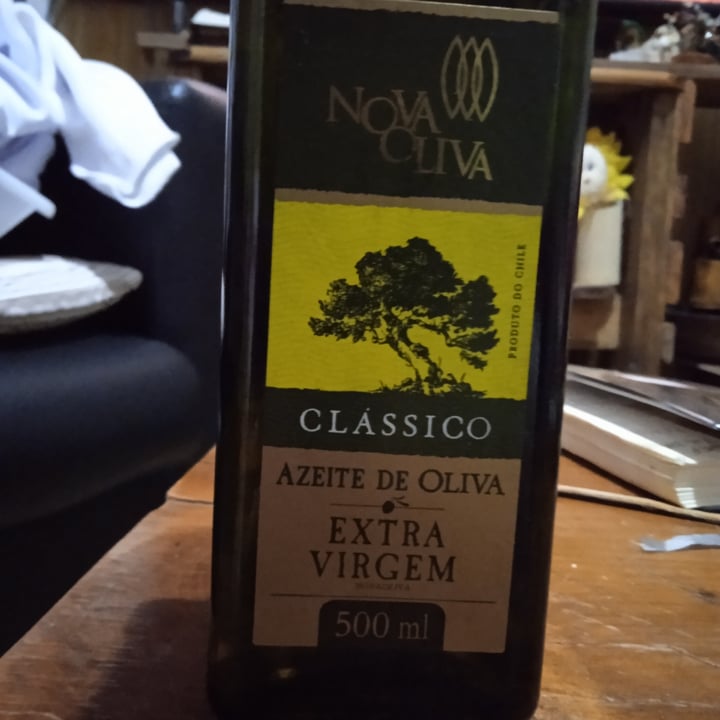 NOVA
OLIVA
PRODUTO DO CHILE
CLÁSSICO
AZEITE DE OLIVA
EXTRA
VIRGEM
500 ml